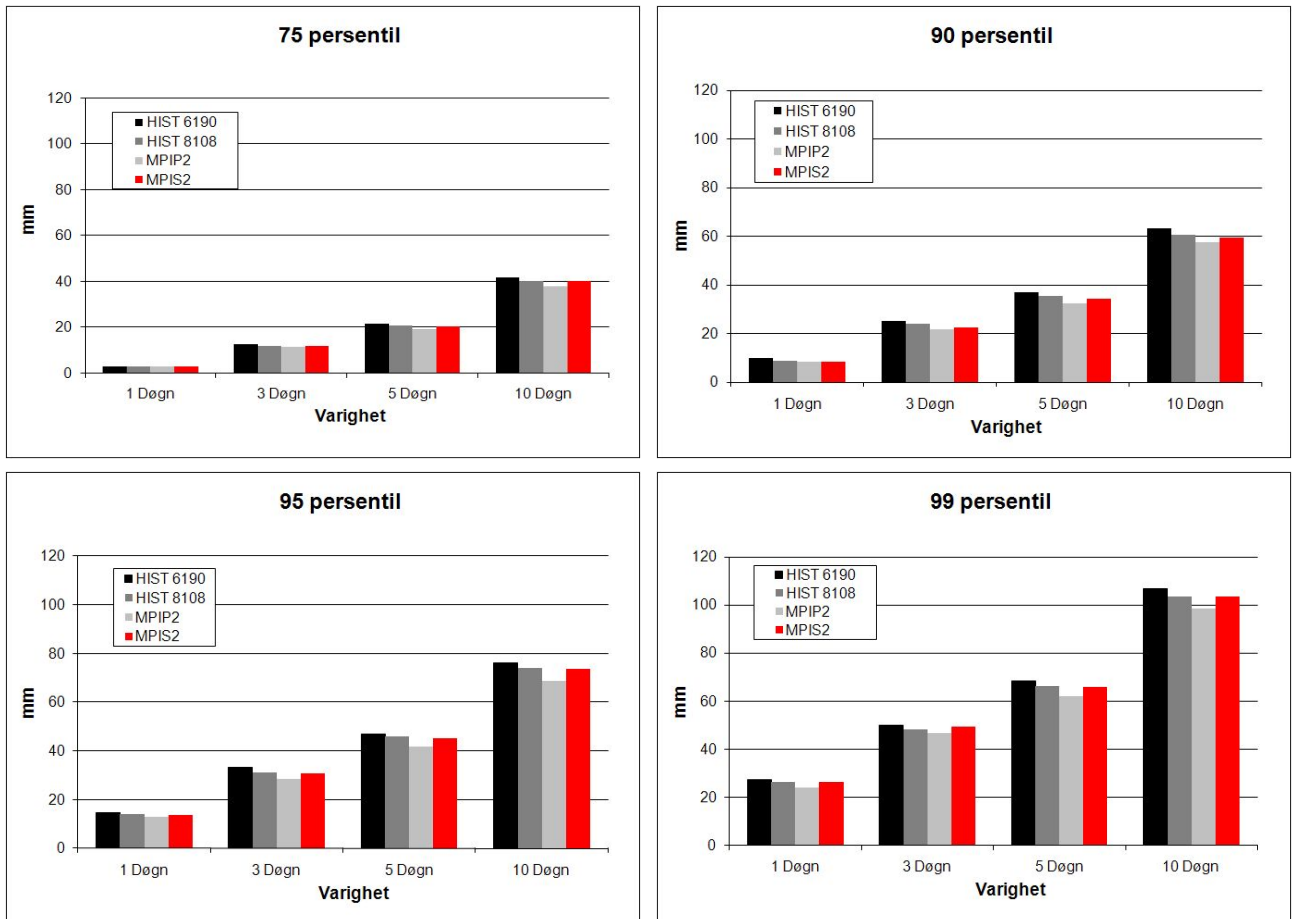 75 persentil
mm
120
100
80
60
40
20
0
HIST 6190
HIST 8108
MPIP2
MPIS2
1 Døgn
3 Døgn
5 Døgn
10 Døgn
Varighet
90 persentil
mm
120
100
80
60
40
20
0
HIST 6190
HIST 8108
MPIP2
MPIS2
1 Døgn
3 Døgn
5 Døgn
10 Døgn
Varighet
95 persentil
mm
120
100
80
60
40
20
0
HIST 6190
HIST 8108
MPIP2
MPIS2
1 Døgn
3 Døgn
5 Døgn
10 Døgn
Varighet
99 persentil
mm
120
100
80
60
40
20
0
HIST 6190
HIST 8108
MPIP2
MPIS2
1 Døgn
3 Døgn
5 Døgn
10 Døgn
Varighet